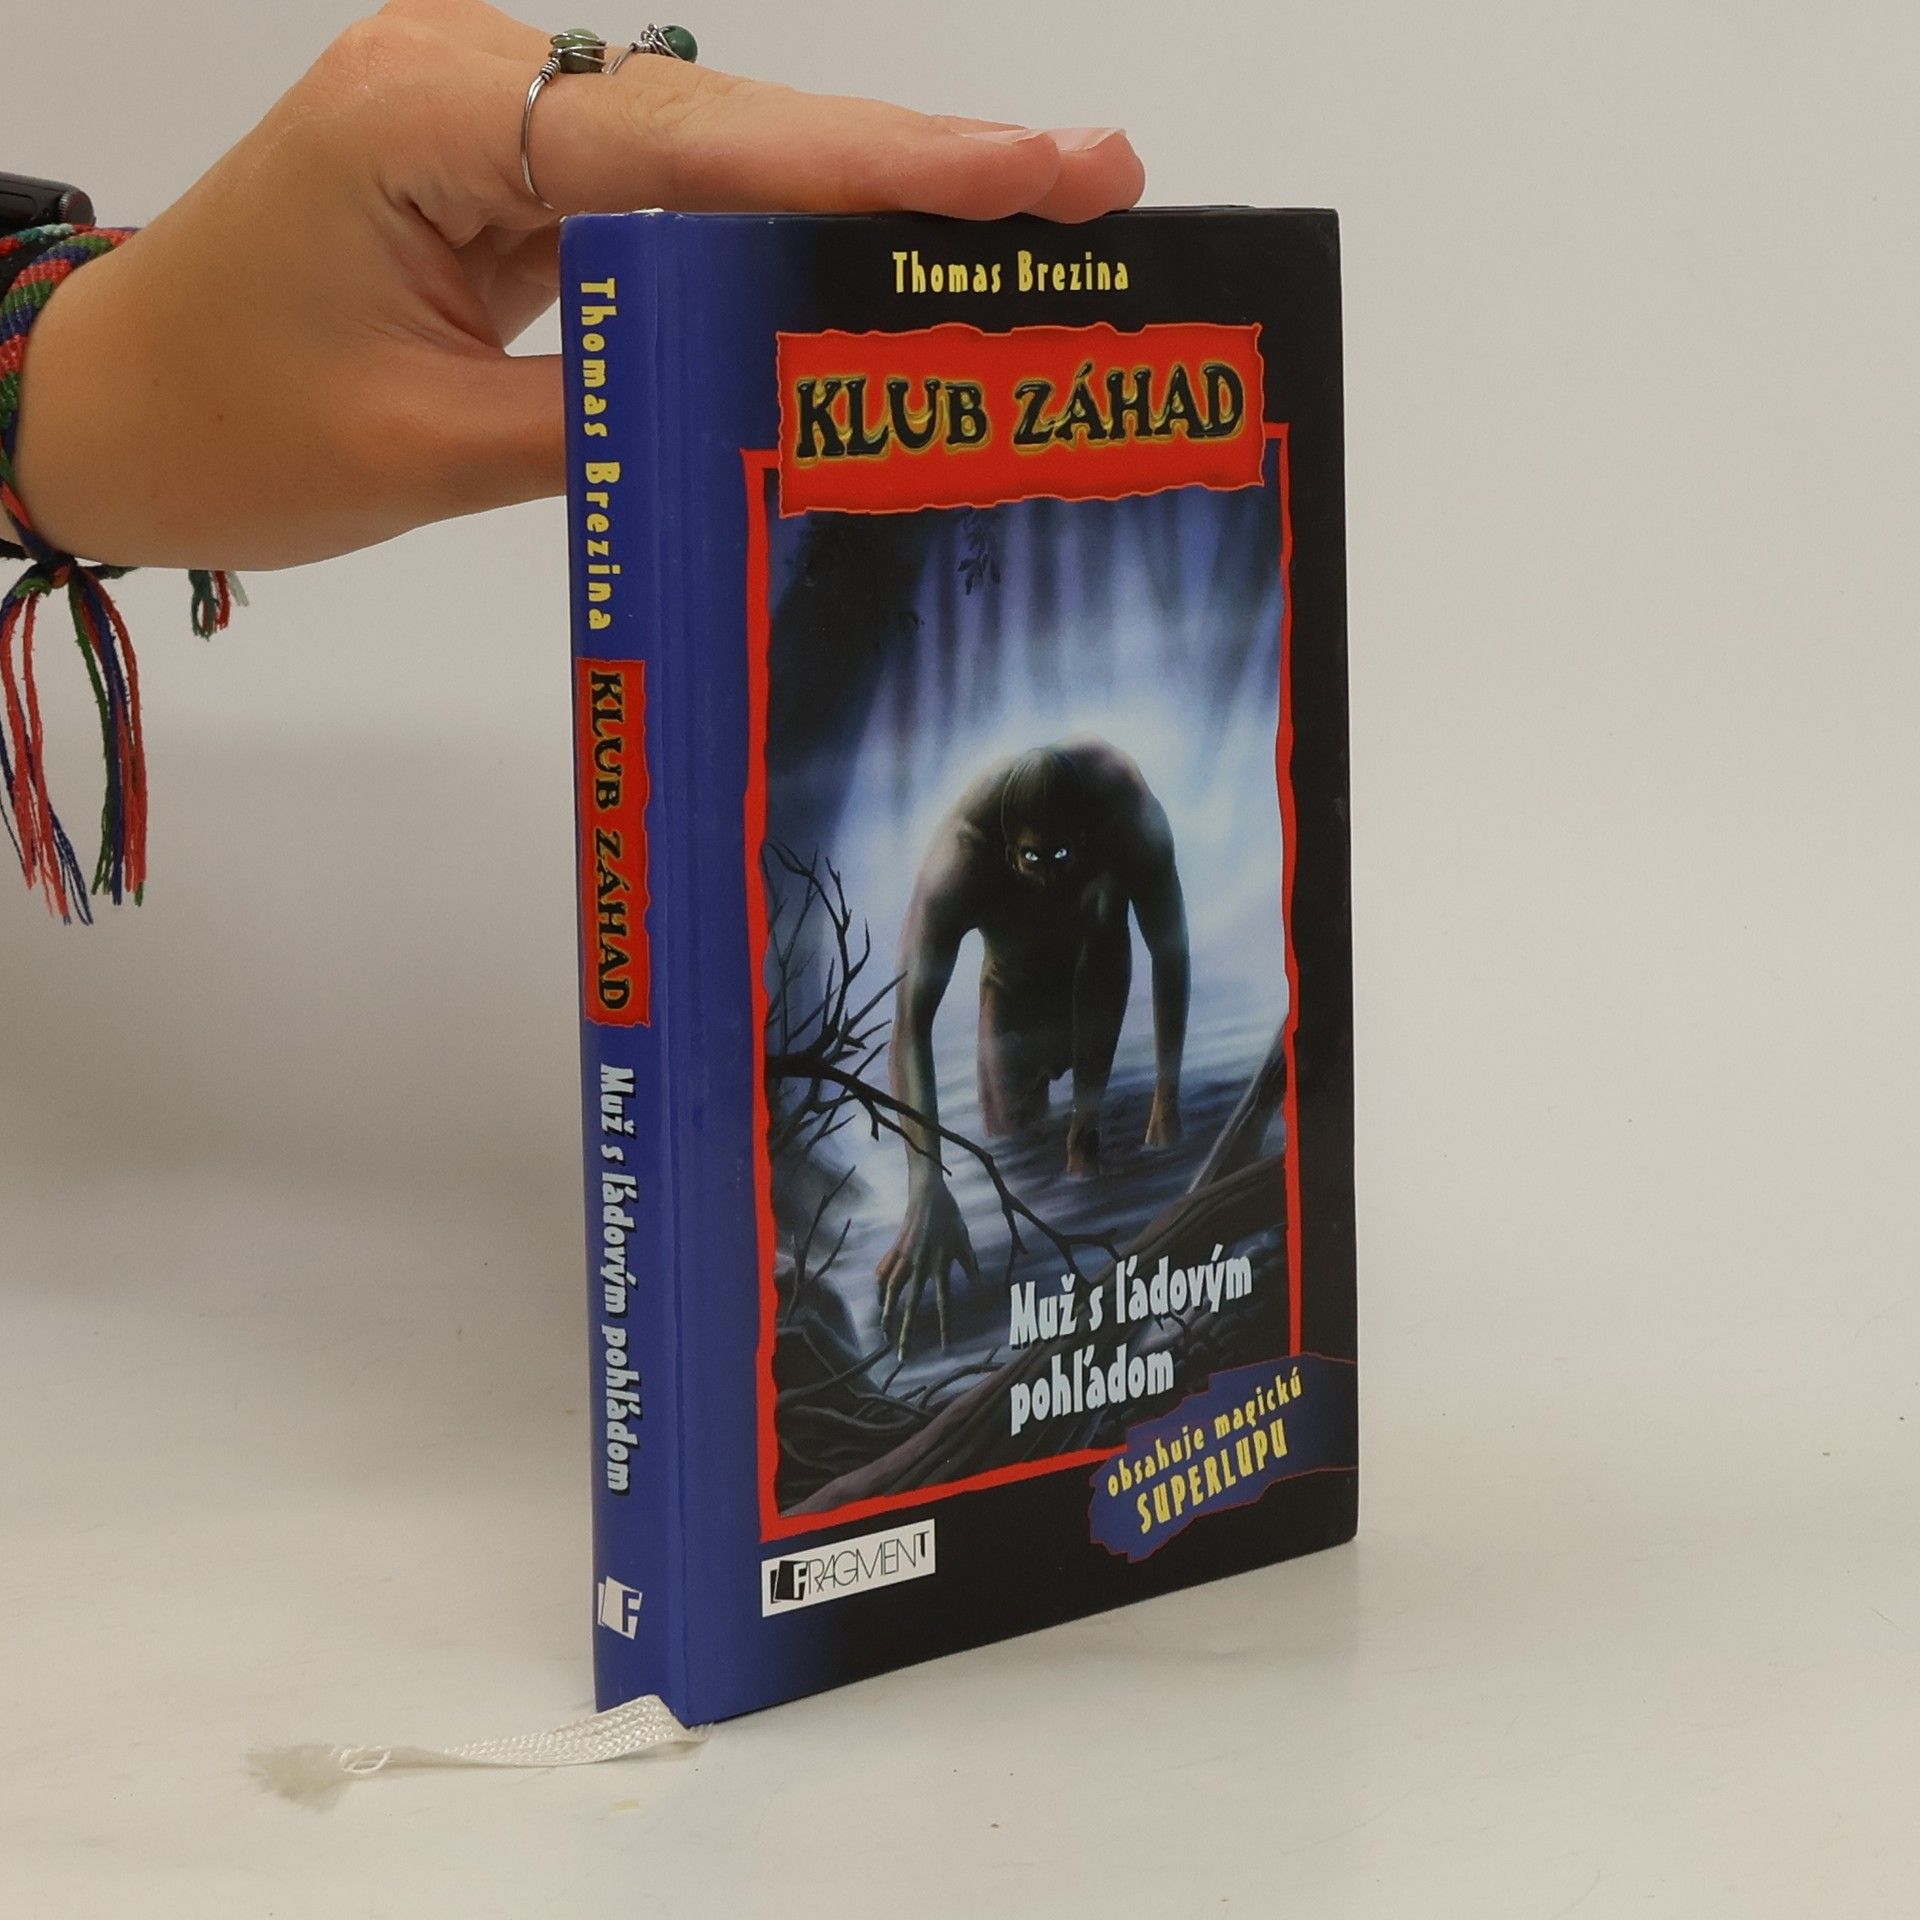 Thomas Brezina
KLUB ZÁHAD
Muž s ľadovým
pohľadom
obsahuje magickú
SUPERLUPU
FRAGMENT
Thomas Brezina
KLUB ZÁHAD
Muž s ľadovým pohľadom
F